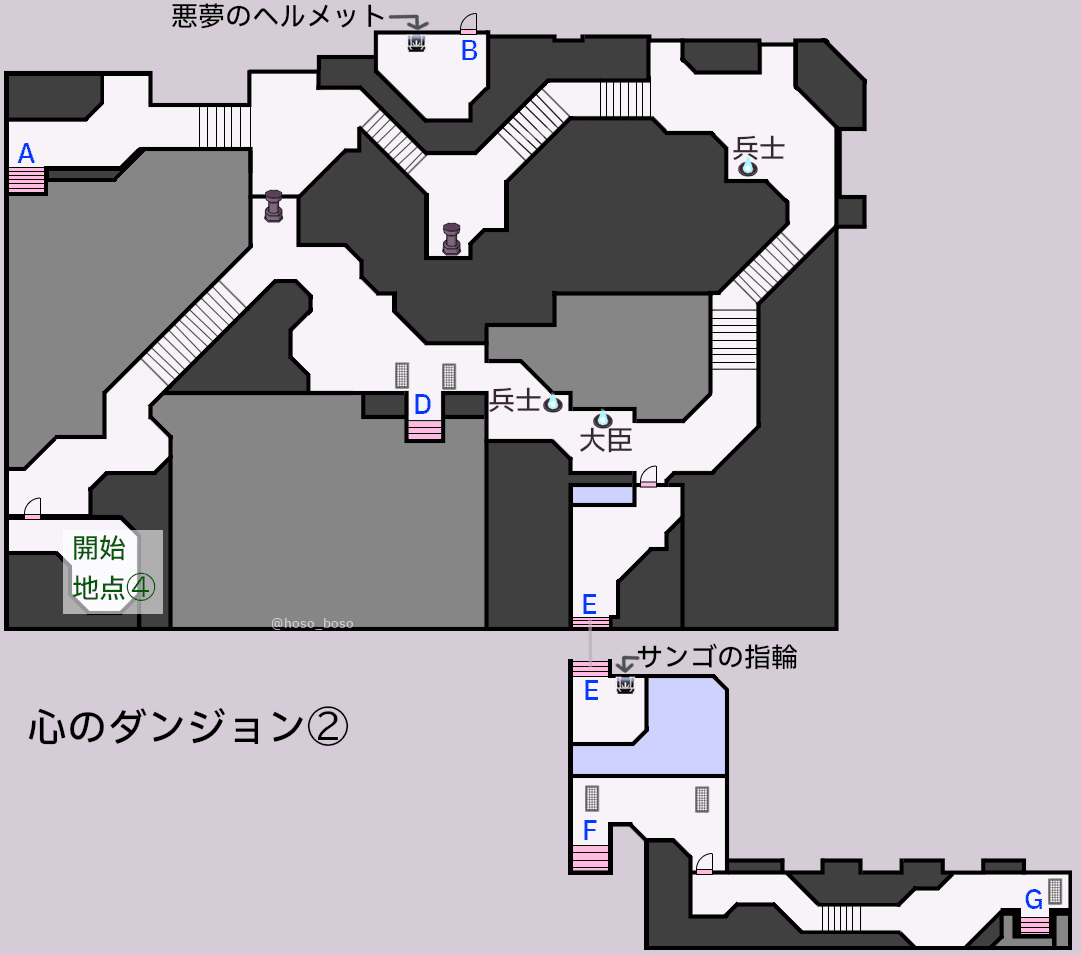 悪夢のヘルメット
B
A
兵士
D
兵士
大臣
開始
地点④
E
@hoso_boso
サンゴの指輪
E
心のダンジョン②
F
G